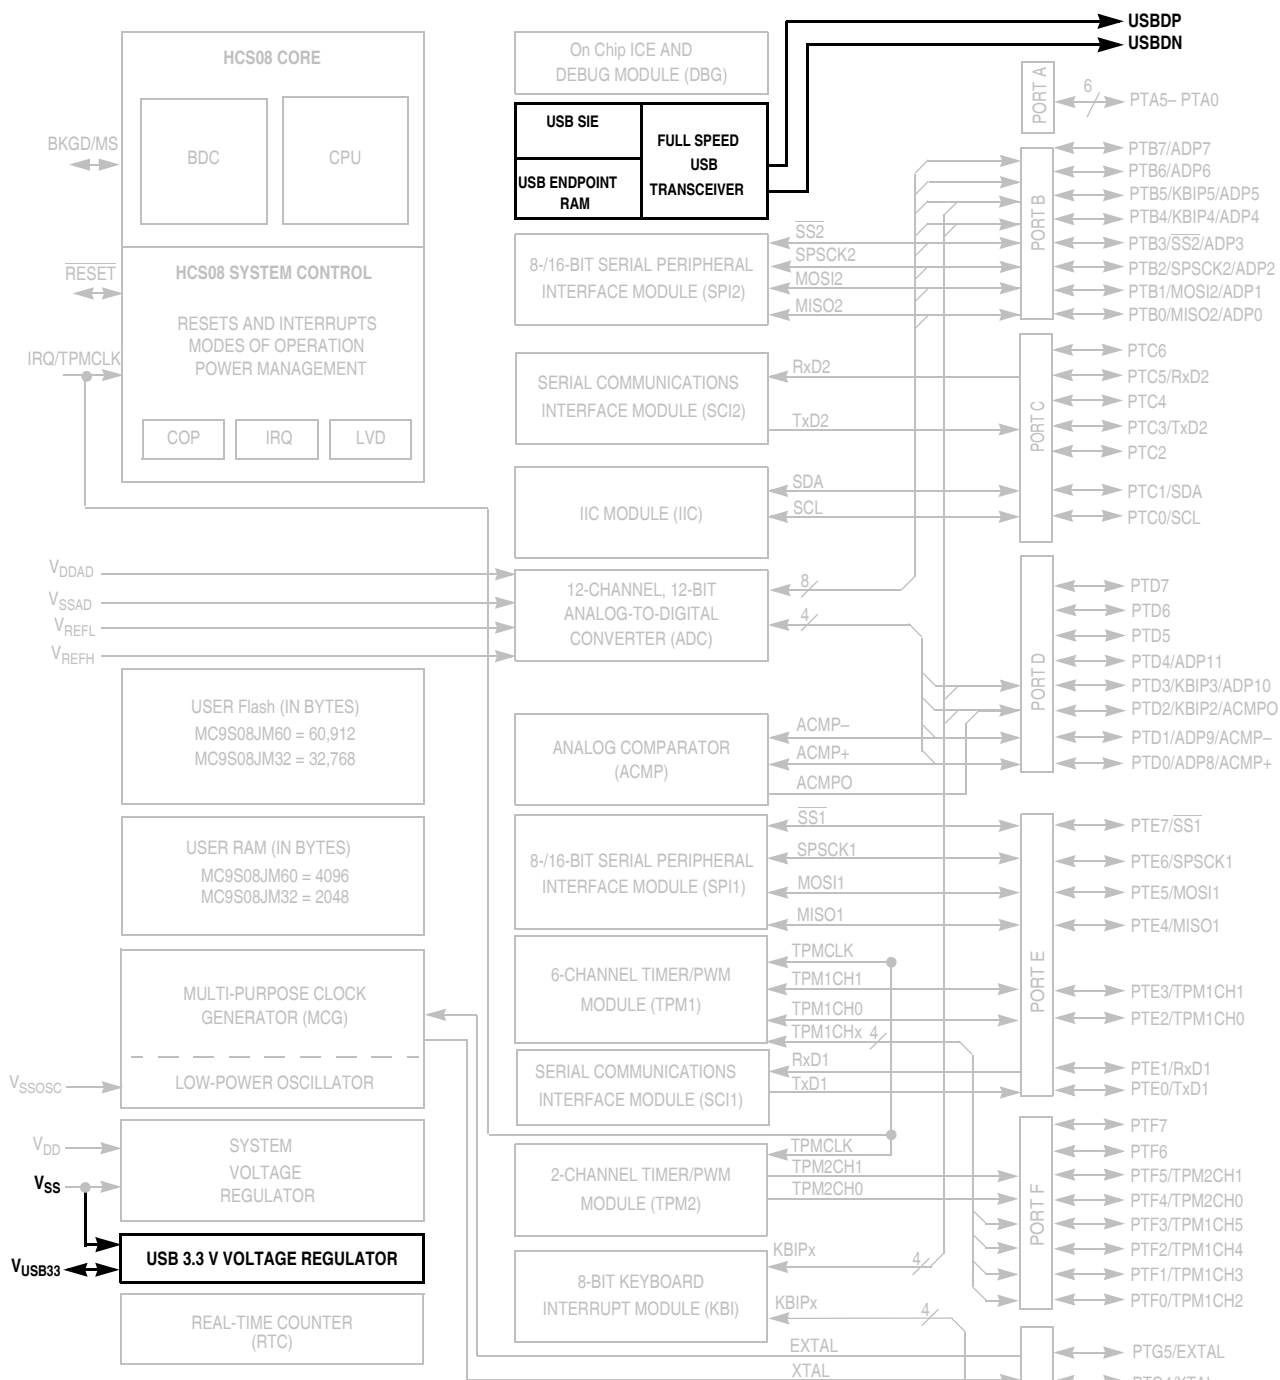 USBDP
USBDN
HCS08 CORE
BDC
CPU
BKGD/MS
HCS08 SYSTEM CONTROL
RESET
RESETS AND INTERRUPTS
MODES OF OPERATION
POWER MANAGEMENT
IRQ/TPMCLK
COP
IRQ
LVD
VDDAD
VSSAD
VREFL
VREFH
USER Flash (IN BYTES)
MC9S08JM60 = 60,912
MC9S08JM32 = 32,768
USER RAM (IN BYTES)
MC9S08JM60 = 4096
MC9S08JM32 = 2048
MULTI-PURPOSE CLOCK
GENERATOR (MCG)
LOW-POWER OSCILLATOR
VSSOSC
VDD
VSS
SYSTEM
VOLTAGE
REGULATOR
USB 3.3 V VOLTAGE REGULATOR
VUSB33
REAL-TIME COUNTER
(RTC)
On Chip ICE AND
DEBUG MODULE (DBG)
USB SIE
USB ENDPOINT
RAM
FULL SPEED
USB
TRANSCEIVER
8-/16-BIT SERIAL PERIPHERAL
INTERFACE MODULE (SPI2)
SS2
SPSCK2
MOSI2
MISO2
SERIAL COMMUNICATIONS
INTERFACE MODULE (SCI2)
RxD2
TxD2
IIC MODULE (IIC)
SDA
SCL
12-CHANNEL, 12-BIT
ANALOG-TO-DIGITAL
CONVERTER (ADC)
8
4
ANALOG COMPARATOR
(ACMP)
ACMP–
ACMP+
ACMPO
8-/16-BIT SERIAL PERIPHERAL
INTERFACE MODULE (SPI1)
SS1
SPSCK1
MOSI1
MISO1
6-CHANNEL TIMER/PWM
MODULE (TPM1)
TPMCLK
TPM1CH1
TPM1CH0
TPM1CHx
4
SERIAL COMMUNICATIONS
INTERFACE MODULE (SCI1)
RxD1
TxD1
2-CHANNEL TIMER/PWM
MODULE (TPM2)
TPMCLK
TPM2CH1
TPM2CH0
8-BIT KEYBOARD
INTERRUPT MODULE (KBI)
KBIPx
4
KBIPx
4
EXTAL
XTAL
PORT A
6
PTA5– PTA0
PORT B
PTB7/ADP7
PTB6/ADP6
PTB5/KBIP5/ADP5
PTB4/KBIP4/ADP4
PTB3/SS2/ADP3
PTB2/SPSCK2/ADP2
PTB1/MOSI2/ADP1
PTB0/MISO2/ADP0
PORT C
PTC6
PTC5/RxD2
PTC4
PTC3/TxD2
PTC2
PTC1/SDA
PTC0/SCL
PORT D
PTD7
PTD6
PTD5
PTD4/ADP11
PTD3/KBIP3/ADP10
PTD2/KBIP2/ACMPO
PTD1/ADP9/ACMP–
PTD0/ADP8/ACMP+
PORT E
PTE7/SS1
PTE6/SPSCK1
PTE5/MOSI1
PTE4/MISO1
PTE3/TPM1CH1
PTE2/TPM1CH0
PTE1/RxD1
PTE0/TxD1
PORT F
PTF7
PTF6
PTF5/TPM2CH1
PTF4/TPM2CH0
PTF3/TPM1CH5
PTF2/TPM1CH4
PTF1/TPM1CH3
PTF0/TPM1CH2
PTG5/EXTAL